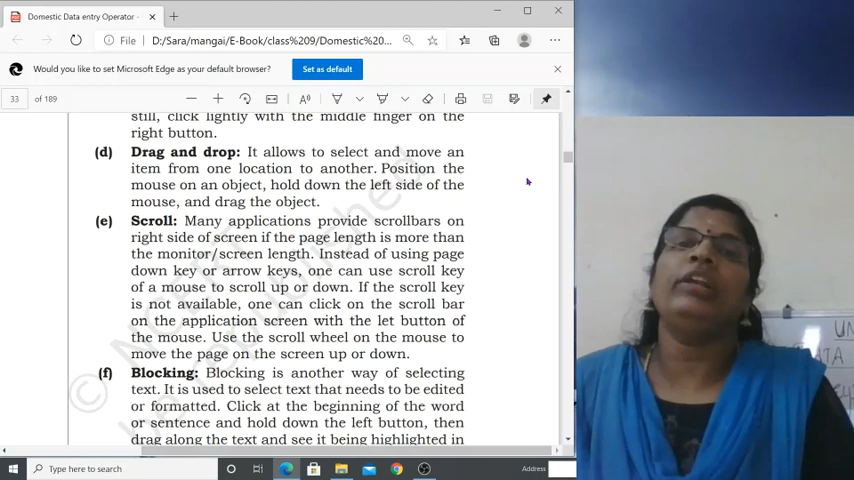 Domestic Data entry Operator -
File
D:/Sara/mangai/E-Book/class%209/Domestic%20...
Would you like to set Microsoft Edge as your default browser?
Set as default
33 of 189
still, click lightly with the middle finger on the
right button.
(d) Drag and drop: It allows to select and move an
item from one location to another. Position the
mouse on an object, hold down the left side of the
mouse, and drag the object.
(e) Scroll: Many applications provide scrollbars on
right side of screen if the page length is more than
the monitor/screen length. Instead of using page
down key or arrow keys, one can use scroll key
of a mouse to scroll up or down. If the scroll key
is not available, one can click on the scroll bar
on the application screen with the let button of
the mouse. Use the scroll wheel on the mouse to
move the page on the screen up or down.
(f) Blocking: Blocking is another way of selecting
text. It is used to select text that needs to be edited
or formatted. Click at the beginning of the word
or sentence and hold down the left button, then
drag along the text and see it being highlighted in
© NCERT
be republished
Type here to search
Address
UN
DATA